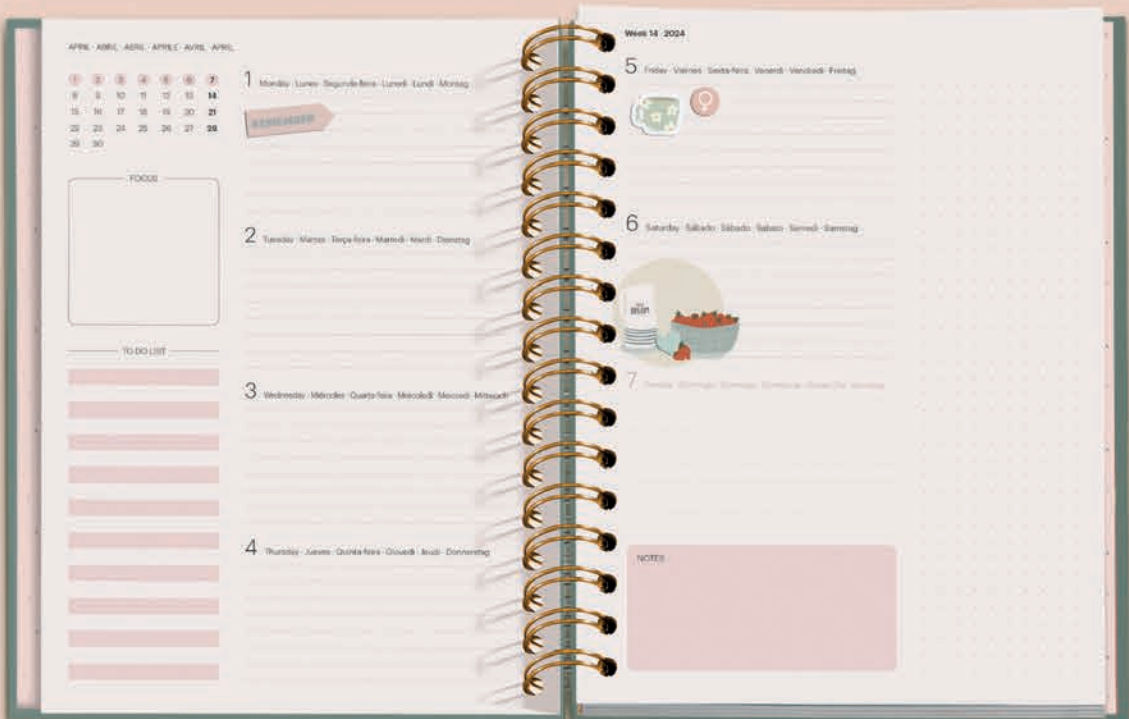 APRIL · ABRIL · ABRIL · APRILE · AVRIL · APRIL
1 2 3 4 5 6 7
8 9 10 11 12 13 14
15 16 17 18 19 20 21
22 23 24 25 26 27 28
29 30
FOCUS
TO DO LIST
1 Monday · Lunes · Segunda-feira · Lunedì · Lundi · Montag
REMEMBER
2 Tuesday · Martes · Terça-feira · Martedì · Mardi · Dienstag
3 Wednesday · Miércoles · Quarta-feira · Mercoledì · Mercredi · Mittwoch
4 Thursday · Jueves · Quinta-feira · Giovedì · Jeudi · Donnerstag
Week 14 · 2024
5 Friday · Viernes · Sexta-feira · Venerdì · Vendredi · Freitag
6 Saturday · Sábado · Sábado · Sabato · Samedi · Samstag
7
NOTES